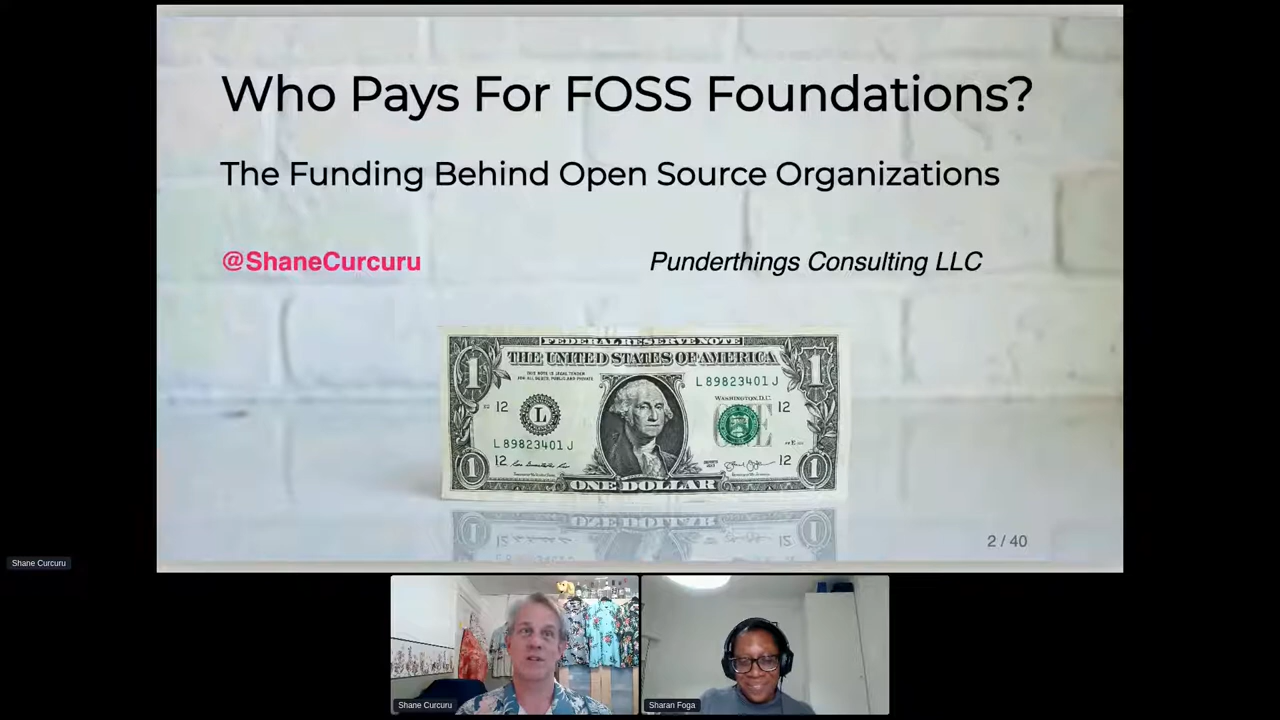 Who Pays For FOSS Foundations?
The Funding Behind Open Source Organizations
@ShaneCurcuru
Punderthings Consulting LLC
FEDERAL RESERVE NOTE
THE UNITED STATES OF AMERICA
1
1
L 89823401 J
WASHINGTON, D.C.
12
L
ONE
12
L 89823401 J
12
12
1
ONE DOLLAR
1
2 / 40
Shane Curcuru
Shane Curcuru
Sharan Foga